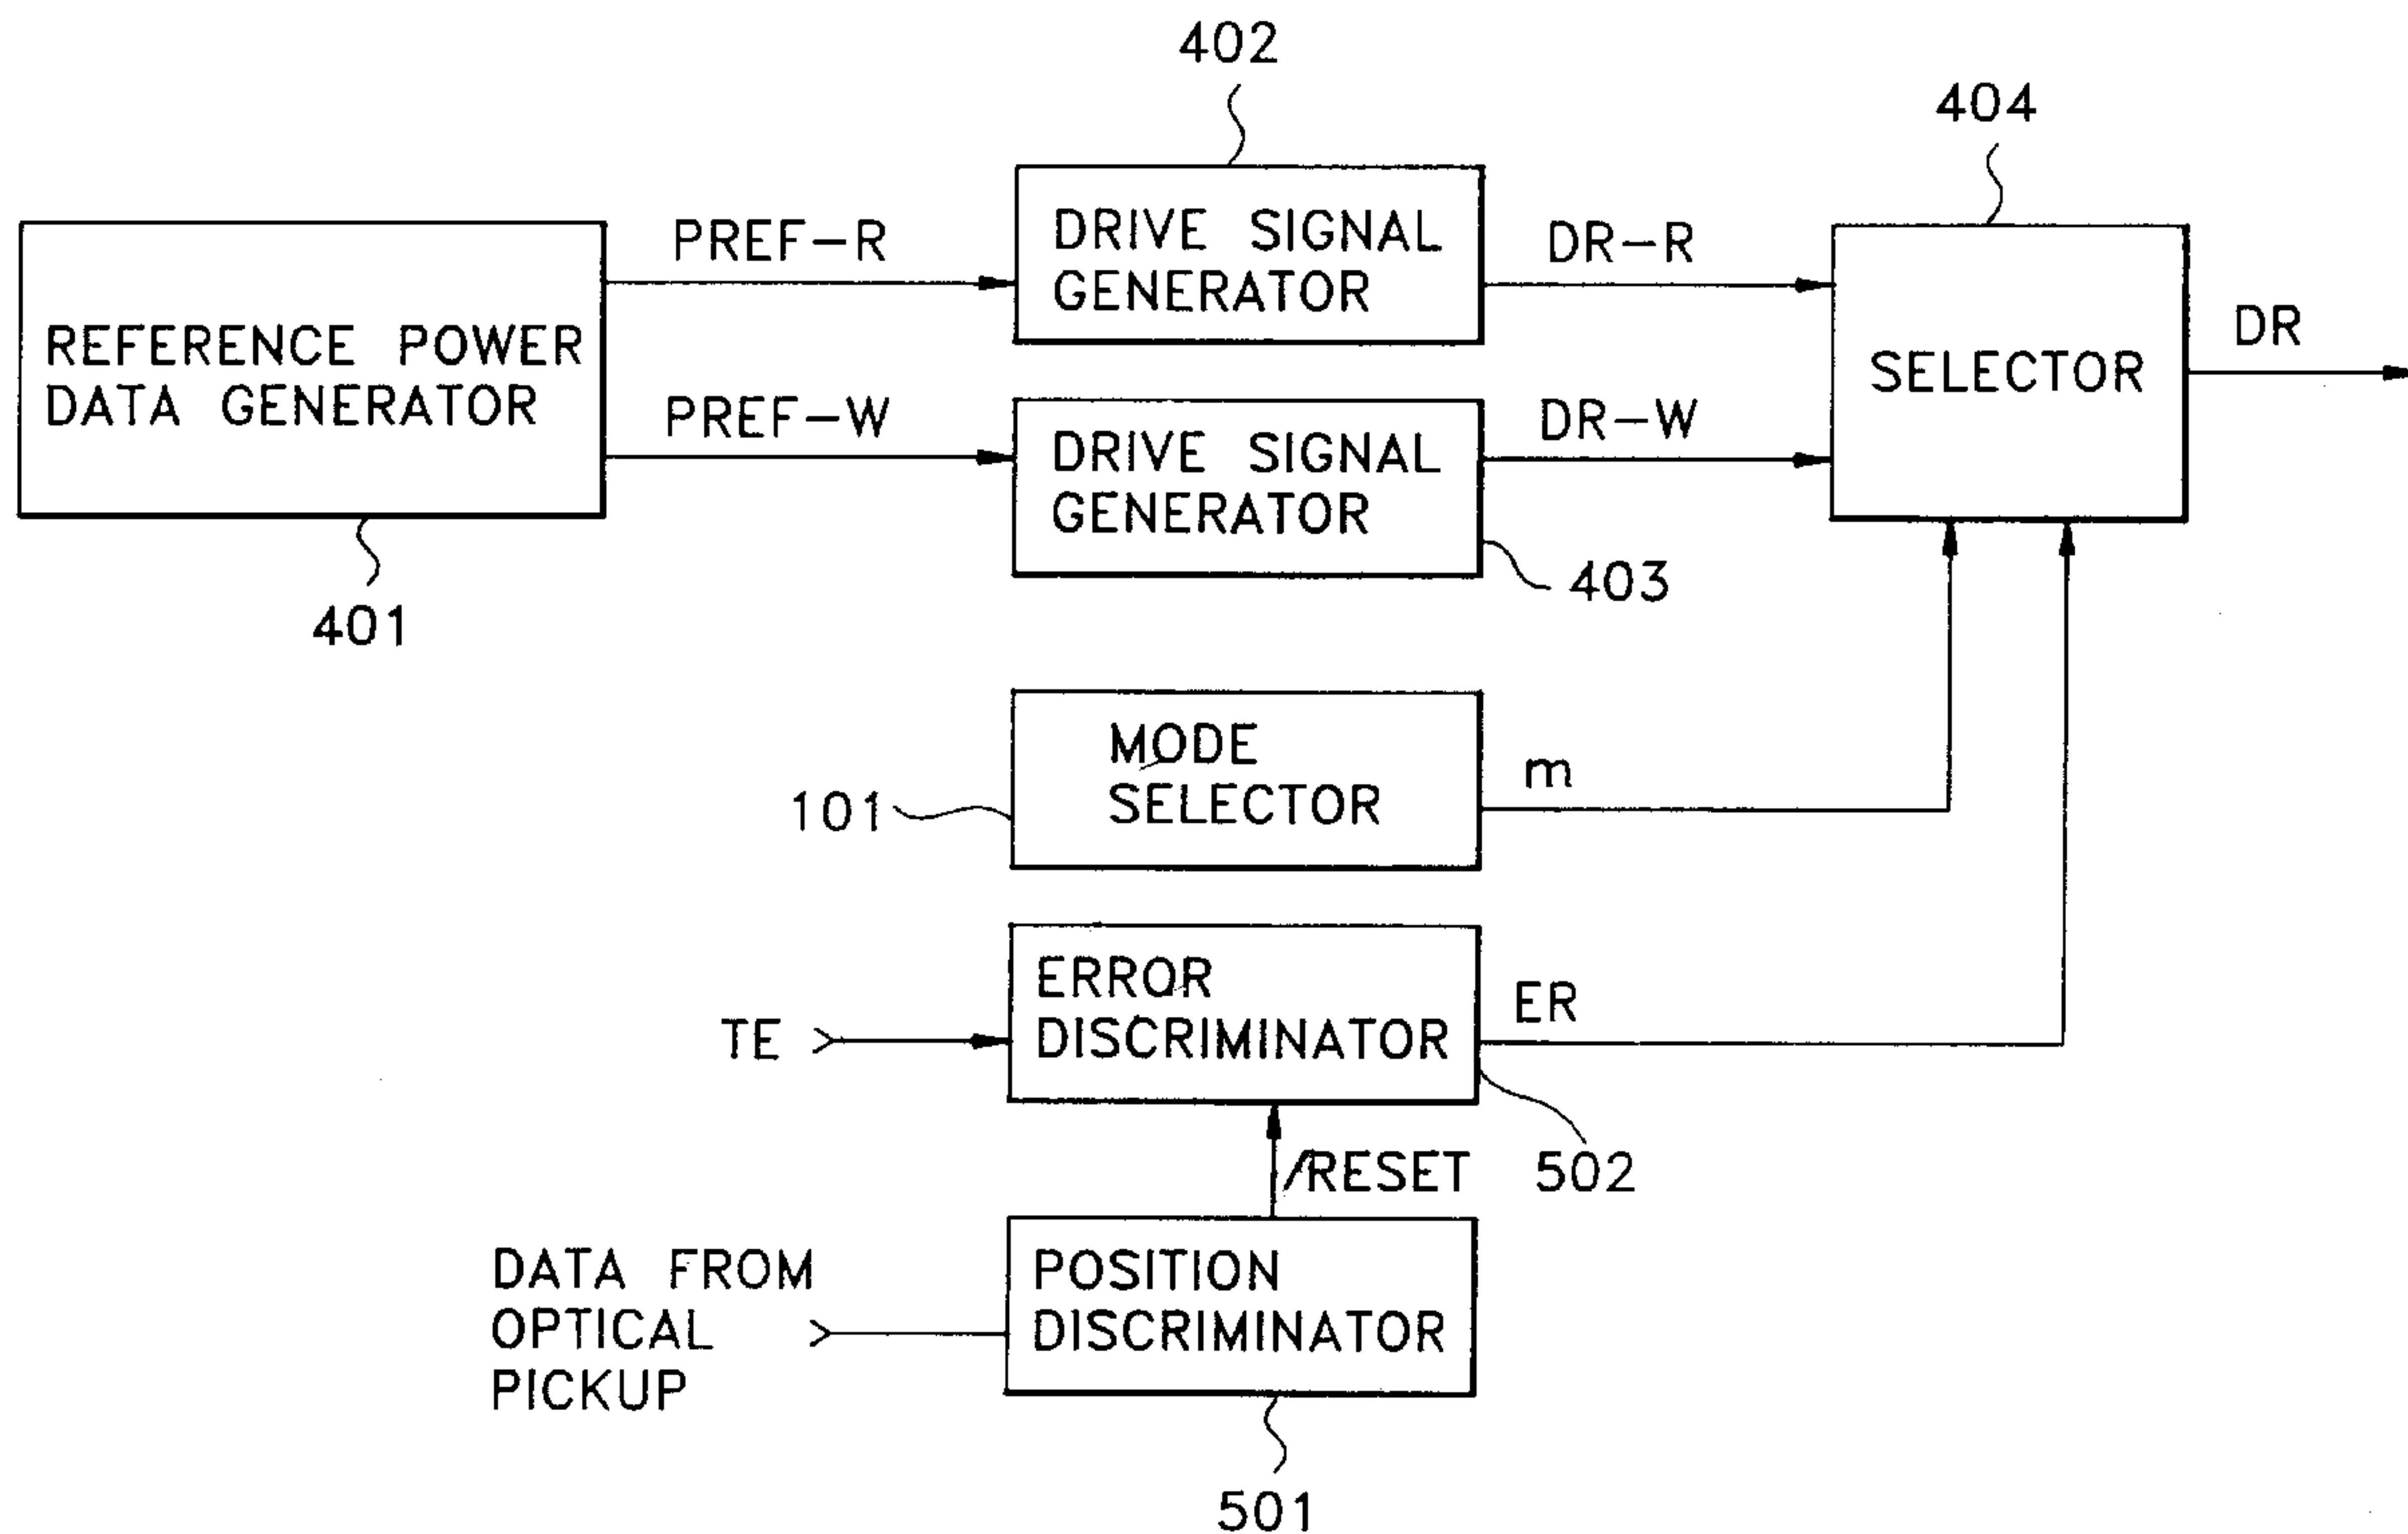 402
404
PREF-R
DRIVE SIGNAL
GENERATOR
DR-R
REFERENCE POWER
DATA GENERATOR
DR
SELECTOR
PREF-W
DRIVE SIGNAL
GENERATOR
DR-W
403
401
MODE
SELECTOR
m
101
ERROR
DISCRIMINATOR
ER
TE
/RESET
502
DATA FROM
OPTICAL
PICKUP
POSITION
DISCRIMINATOR
501